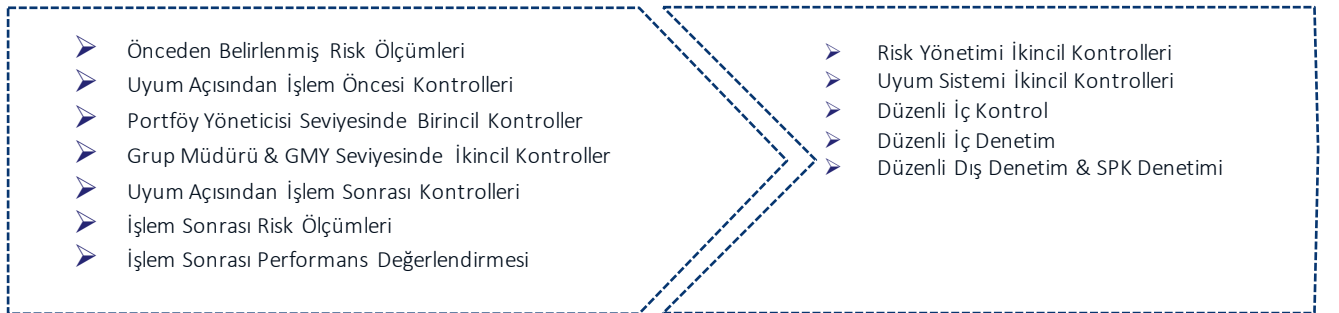 Önceden Belirlenmiş Risk Ölçümleri
Uyum Açısından İşlem Öncesi Kontrolleri
Portföy Yöneticisi Seviyesinde Birincil Kontroller
Grup Müdürü & GMY Seviyesinde İkincil Kontroller
Uyum Açısından İşlem Sonrası Kontrolleri
İşlem Sonrası Risk Ölçümleri
İşlem Sonrası Performans Değerlendirmesi
Risk Yönetimi İkincil Kontrolleri
Uyum Sistemi İkincil Kontrolleri
Düzenli İç Kontrol
Düzenli İç Denetim
Düzenli Dış Denetim & SPK Denetimi